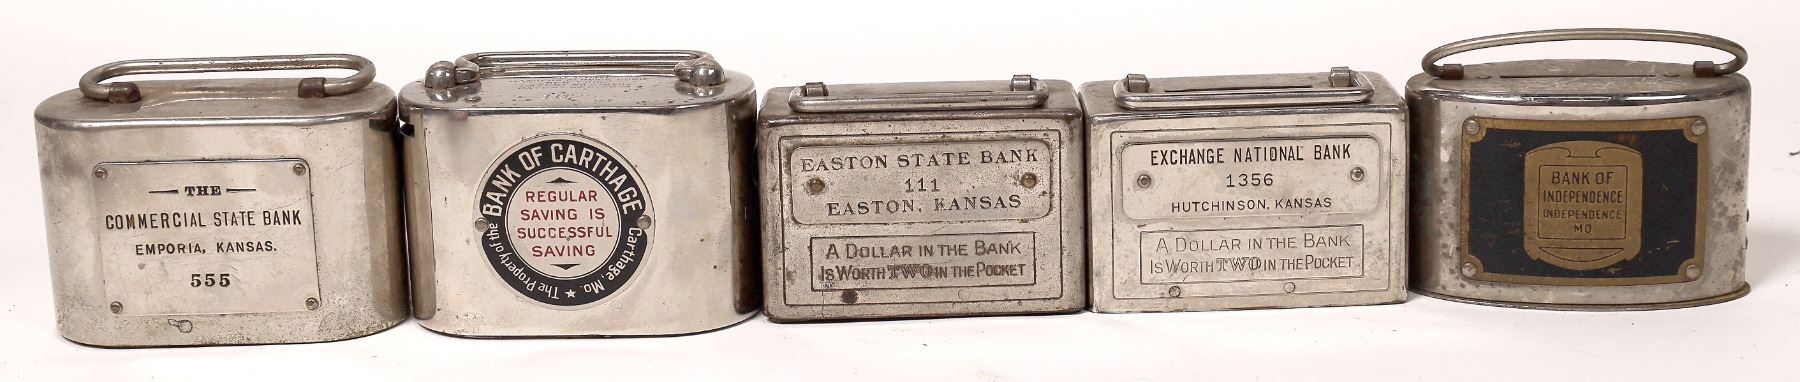 THE
COMMERCIAL STATE BANK
EMPORIA, KANSAS.
555
BANK OF CARTHAGE
Carthage, Mo. ★ The Property of the
REGULAR
SAVING IS
SUCCESSFUL
SAVING
EASTON STATE BANK
111
EASTON, KANSAS
A DOLLAR IN THE BANK
IS WORTH TWO IN THE POCKET
EXCHANGE NATIONAL BANK
1356
HUTCHINSON, KANSAS
A DOLLAR IN THE BANK
IS WORTH TWO IN THE POCKET
BANK OF
INDEPENDENCE
INDEPENDENCE
MO.